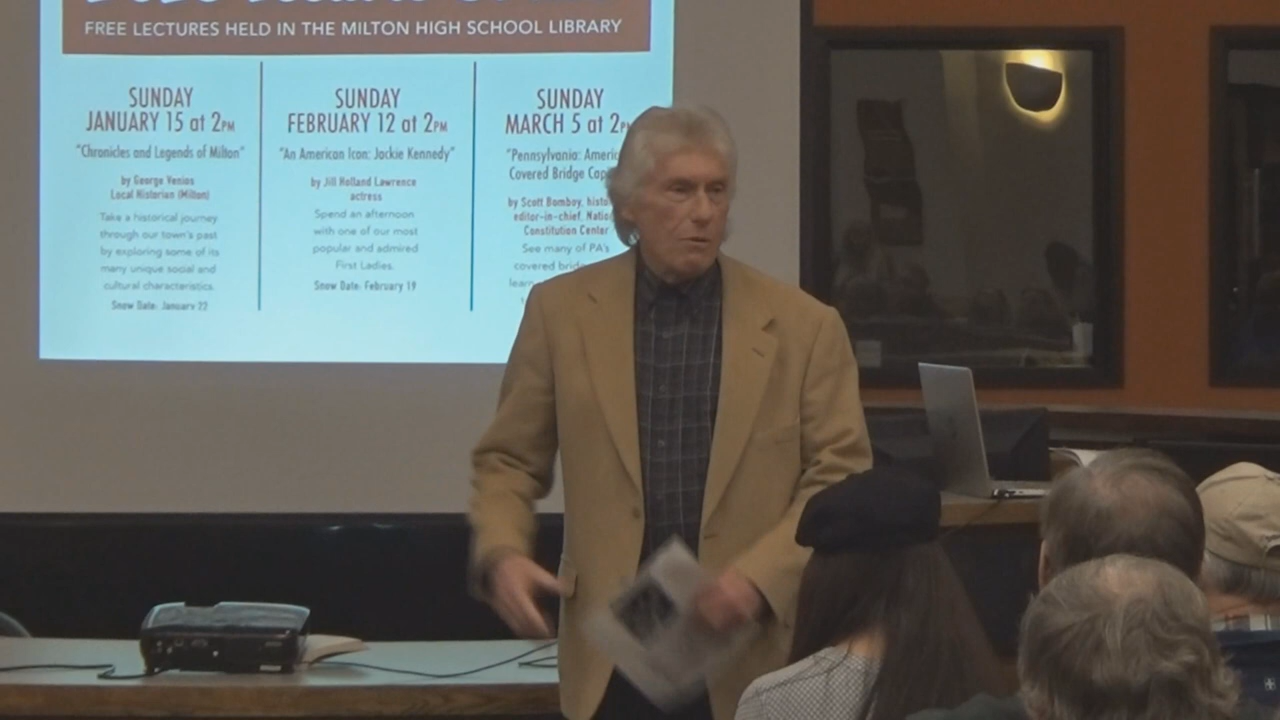 FREE LECTURES HELD IN THE MILTON HIGH SCHOOL LIBRARY
SUNDAY
JANUARY 15 at 2PM
"Chronicles and Legends of Milton"
by George Venios
Local Historian (Milton)
Take a historical journey
through our town's past
by exploring some of its
many unique social and
cultural characteristics.
Snow Date: January 22
SUNDAY
FEBRUARY 12 at 2PM
"An American Icon: Jackie Kennedy"
by Jill Holland Lawrence
actress
Spend an afternoon
with one of our most
popular and admired
First Ladies.
Snow Date: February 19
SUNDAY
MARCH 5 at 2P
"Pennsylvania: Ameri
Covered Bridge Cap
by Scott Bomboy, histo
editor-in-chief, Natio
Constitution Center
See many of PA's
covered brid
learn